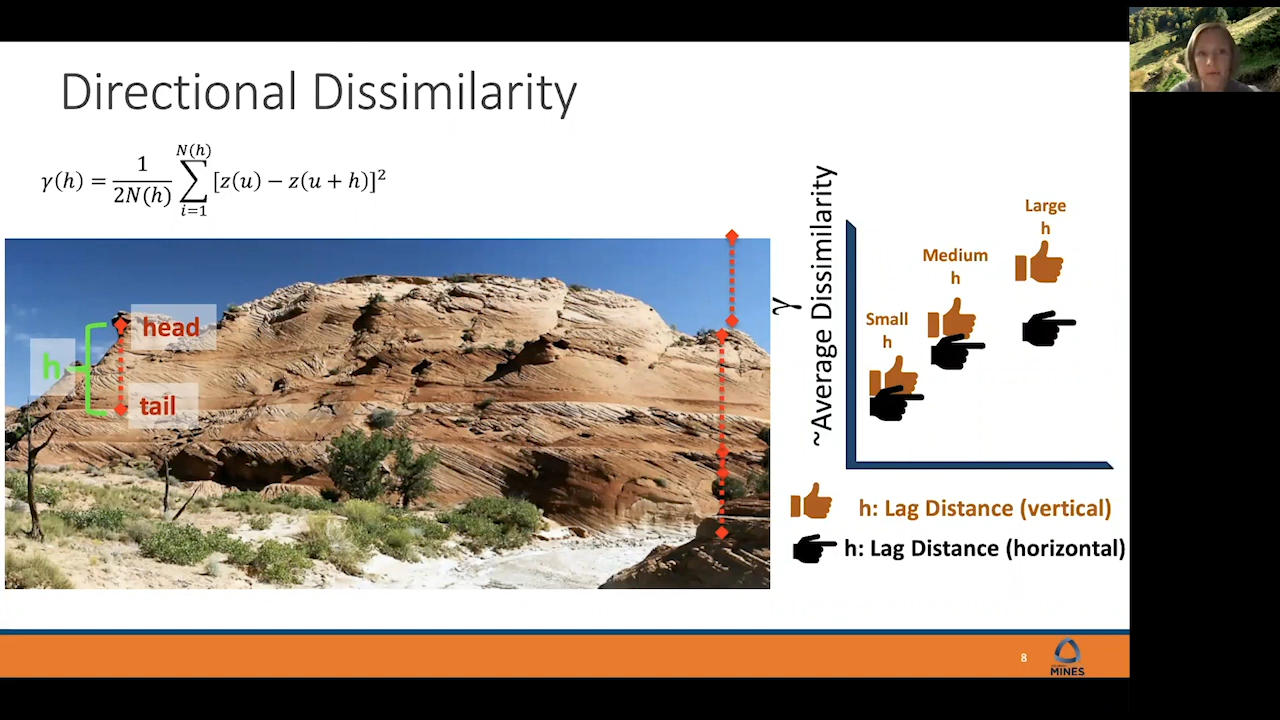 Directional Dissimilarity
γ(h) = 1/2N(h) ∑ i=1 N(h) [z(u) − z(u + h)]²
head
h
tail
γ
~Average Dissimilarity
Large
h
Medium
h
Small
h
h: Lag Distance (vertical)
h: Lag Distance (horizontal)
8
MINES